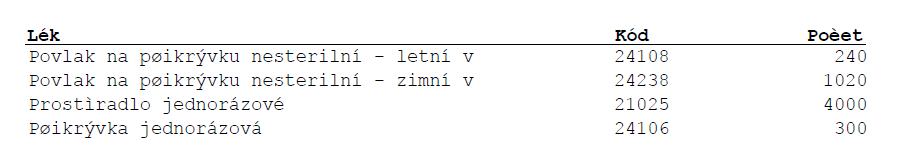 Lék Kód Poèet
Povlak na pøikrývku nesterilní - letní v 24108 240
Povlak na pøikrývku nesterilní - zimní v 24238 1020
Prostìradlo jednorázové 21025 4000
Pøikrývka jednorázová 24106 300